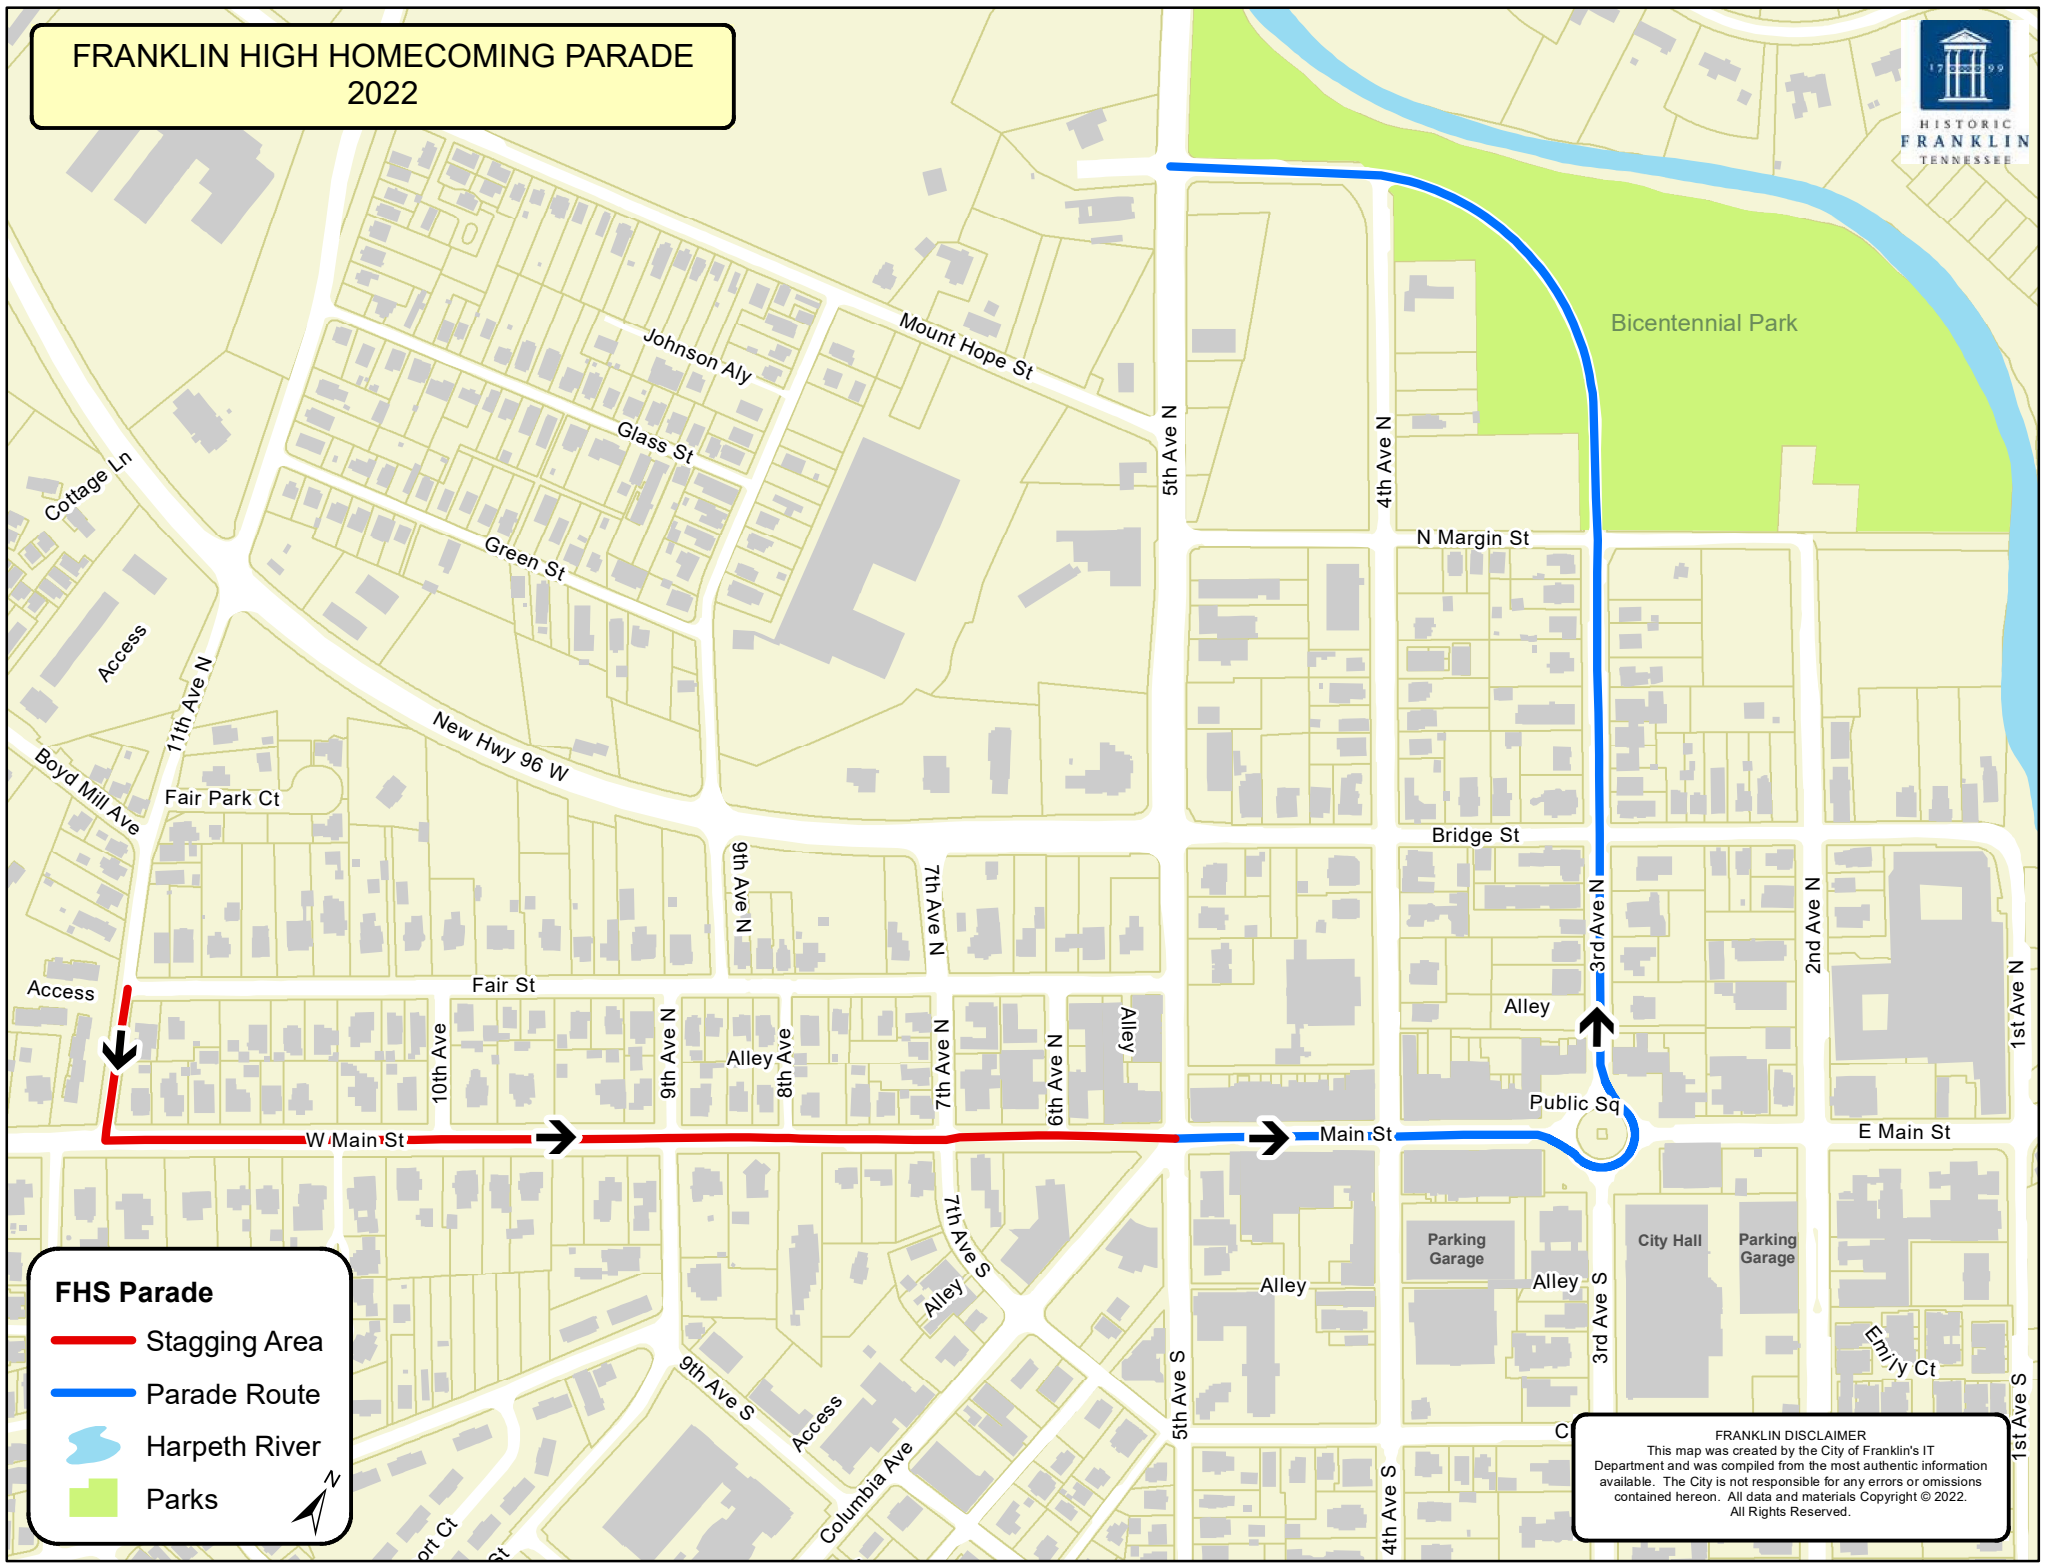 FRANKLIN HIGH HOMECOMING PARADE
2022
17 99
HISTORIC
FRANKLIN
TENNESSEE
Bicentennial Park
Mount Hope St
Johnson Aly
Glass St
Green St
Cottage Ln
Access
11th Ave N
New Hwy 96 W
Boyd Mill Ave
Fair Park Ct
5th Ave N
4th Ave N
N Margin St
Bridge St
9th Ave N
7th Ave N
3rd Ave N
2nd Ave N
1st Ave N
Access
Fair St
Alley
10th Ave
9th Ave N
Alley
8th Ave
7th Ave N
6th Ave N
Alley
Public Sq
W Main St
Main St
E Main St
7th Ave S
Alley
Parking
Garage
City Hall
Parking
Garage
Alley
Alley
3rd Ave S
Emily Ct
5th Ave S
9th Ave S
Access
Columbia Ave
4th Ave S
1st Ave S
ort Ct
St
Cl
FHS Parade
Stagging Area
Parade Route
Harpeth River
Parks
N
FRANKLIN DISCLAIMER
This map was created by the City of Franklin's IT
Department and was compiled from the most authentic information
available. The City is not responsible for any errors or omissions
contained hereon. All data and materials Copyright © 2022.
All Rights Reserved.